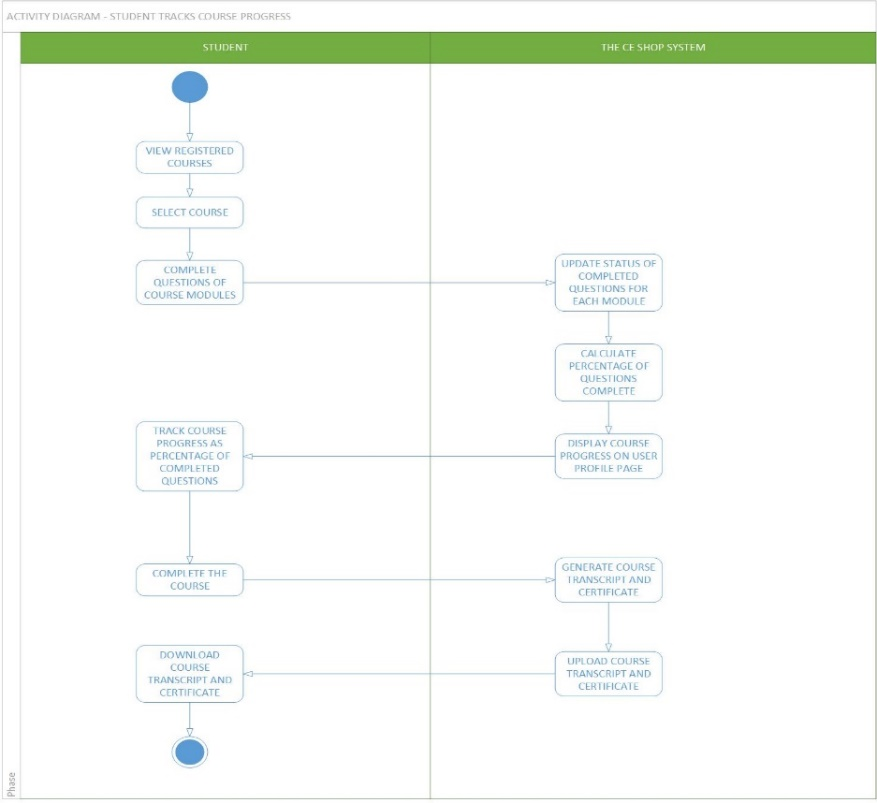 ACTIVITY DIAGRAM - STUDENT TRACKS COURSE PROGRESS
STUDENT
THE CE SHOP SYSTEM
VIEW REGISTERED
COURSES
SELECT COURSE
COMPLETE
QUESTIONS OF
COURSE MODULES
UPDATE STATUS OF
COMPLETED
QUESTIONS FOR
EACH MODULE
CALCULATE
PERCENTAGE OF
QUESTIONS
COMPLETE
DISPLAY COURSE
PROGRESS ON USER
PROFILE PAGE
TRACK COURSE
PROGRESS AS
PERCENTAGE OF
COMPLETED
QUESTIONS
COMPLETE THE
COURSE
GENERATE COURSE
TRANSCRIPT AND
CERTIFICATE
UPLOAD COURSE
TRANSCRIPT AND
CERTIFICATE
DOWNLOAD
COURSE
TRANSCRIPT AND
CERTIFICATE
Phase